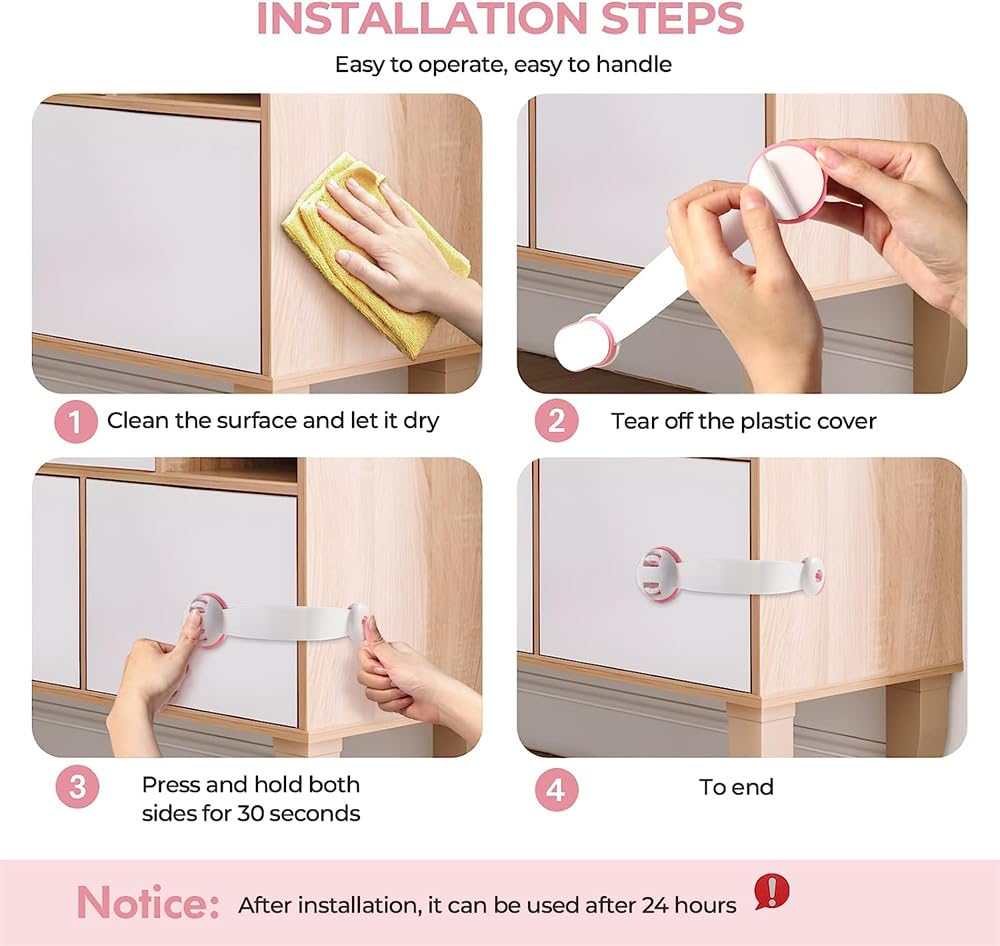 INSTALLATION STEPS
Easy to operate, easy to handle
1 Clean the surface and let it dry
2 Tear off the plastic cover
3 Press and hold both
sides for 30 seconds
4 To end
Notice: After installation, it can be used after 24 hours !